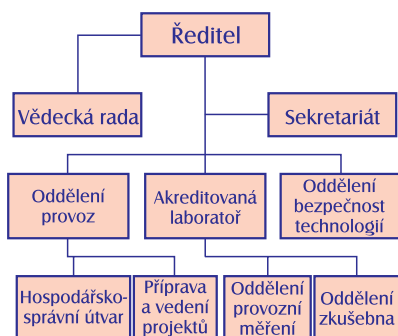 Ředitel
Vědecká rada
Sekretariát
Oddělení
provoz
Akreditovaná
laboratoř
Oddělení
bezpečnost
technologií
Hospodářsko-
správní útvar
Příprava
a vedení
projektů
Oddělení
provozní
měření
Oddělení
zkušebna